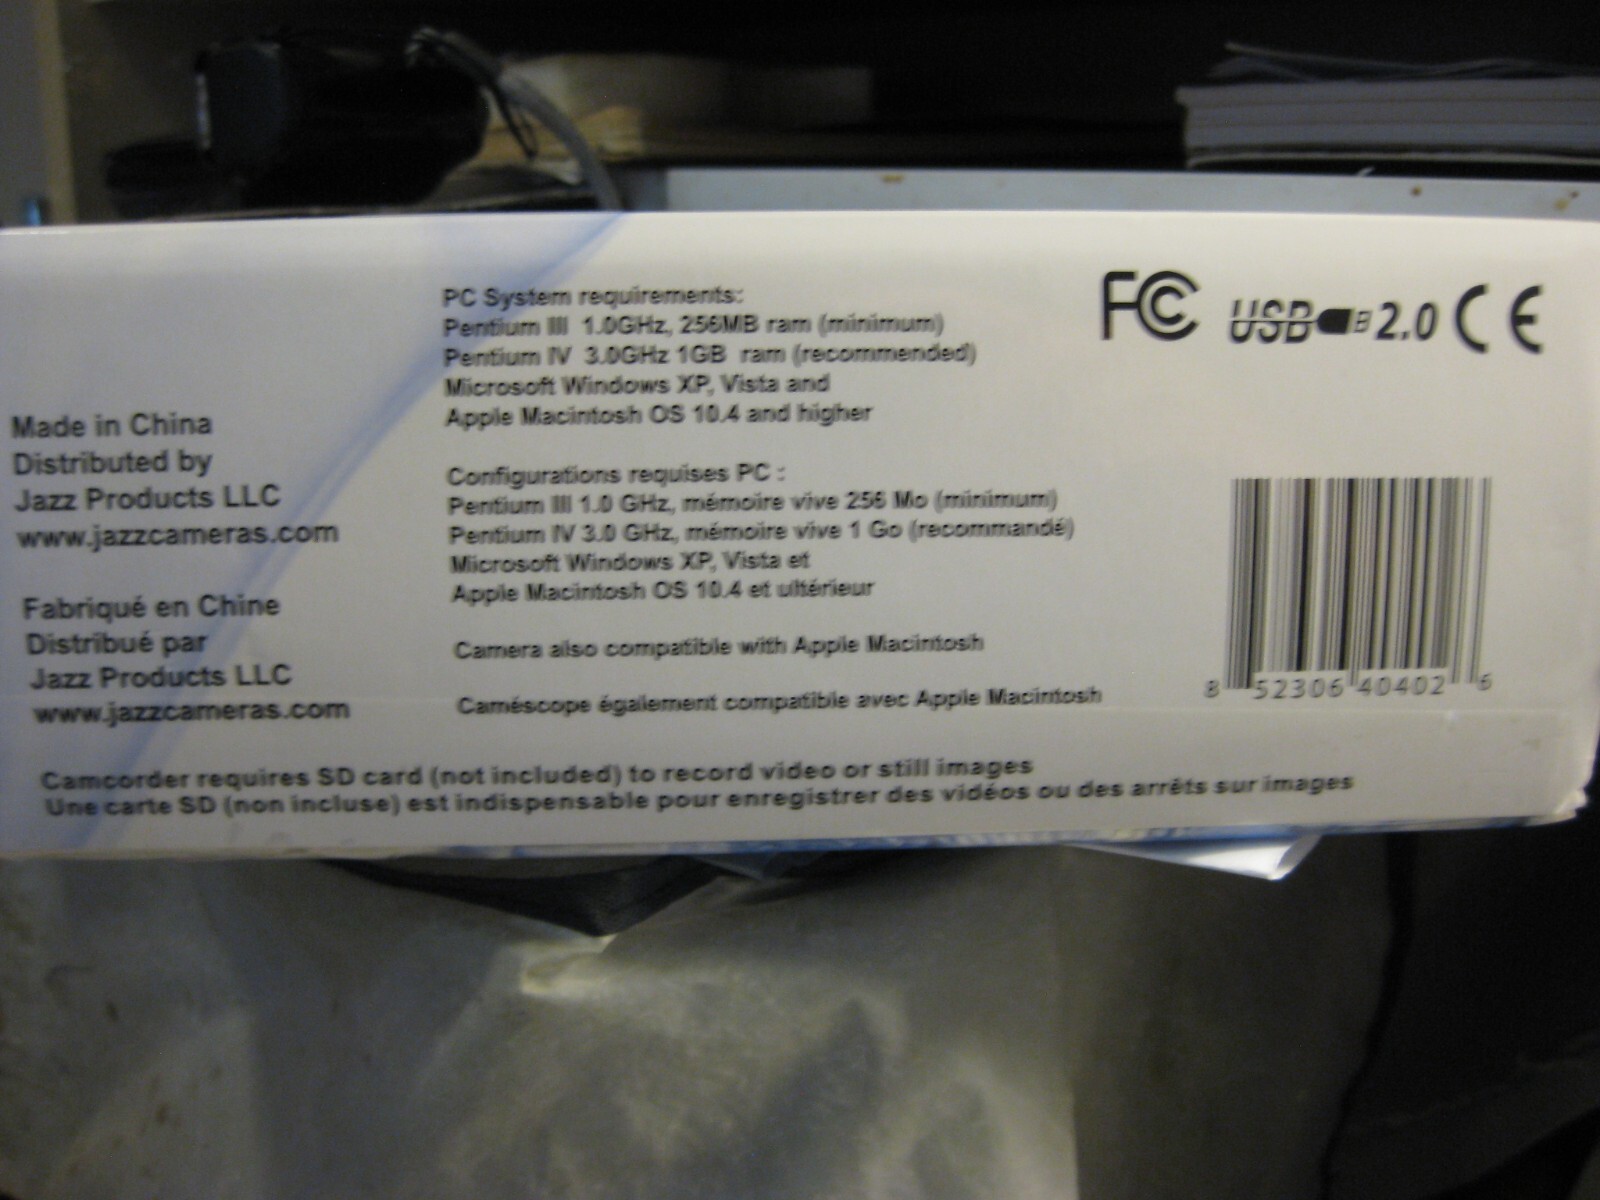 Made in China
Distributed by
Jazz Products LLC
www.jazzcameras.com
Fabriqué en Chine
Distribué par
Jazz Products LLC
www.jazzcameras.com
PC System requirements:
Pentium III 1.0GHz, 256MB ram (minimum)
Pentium IV 3.0GHz 1GB ram (recommended)
Microsoft Windows XP, Vista and
Apple Macintosh OS 10.4 and higher
Configurations requises PC :
Pentium III 1.0 GHz, mémoire vive 256 Mo (minimum)
Pentium IV 3.0 GHz, mémoire vive 1 Go (recommandé)
Microsoft Windows XP, Vista et
Apple Macintosh OS 10.4 et ultérieur
Camera also compatible with Apple Macintosh
Caméscope également compatible avec Apple Macintosh
FC USB 2.0 CE
8 52306 40402 6
Camcorder requires SD card (not included) to record video or still images
Une carte SD (non incluse) est indispensable pour enregistrer des vidéos ou des arrêts sur images